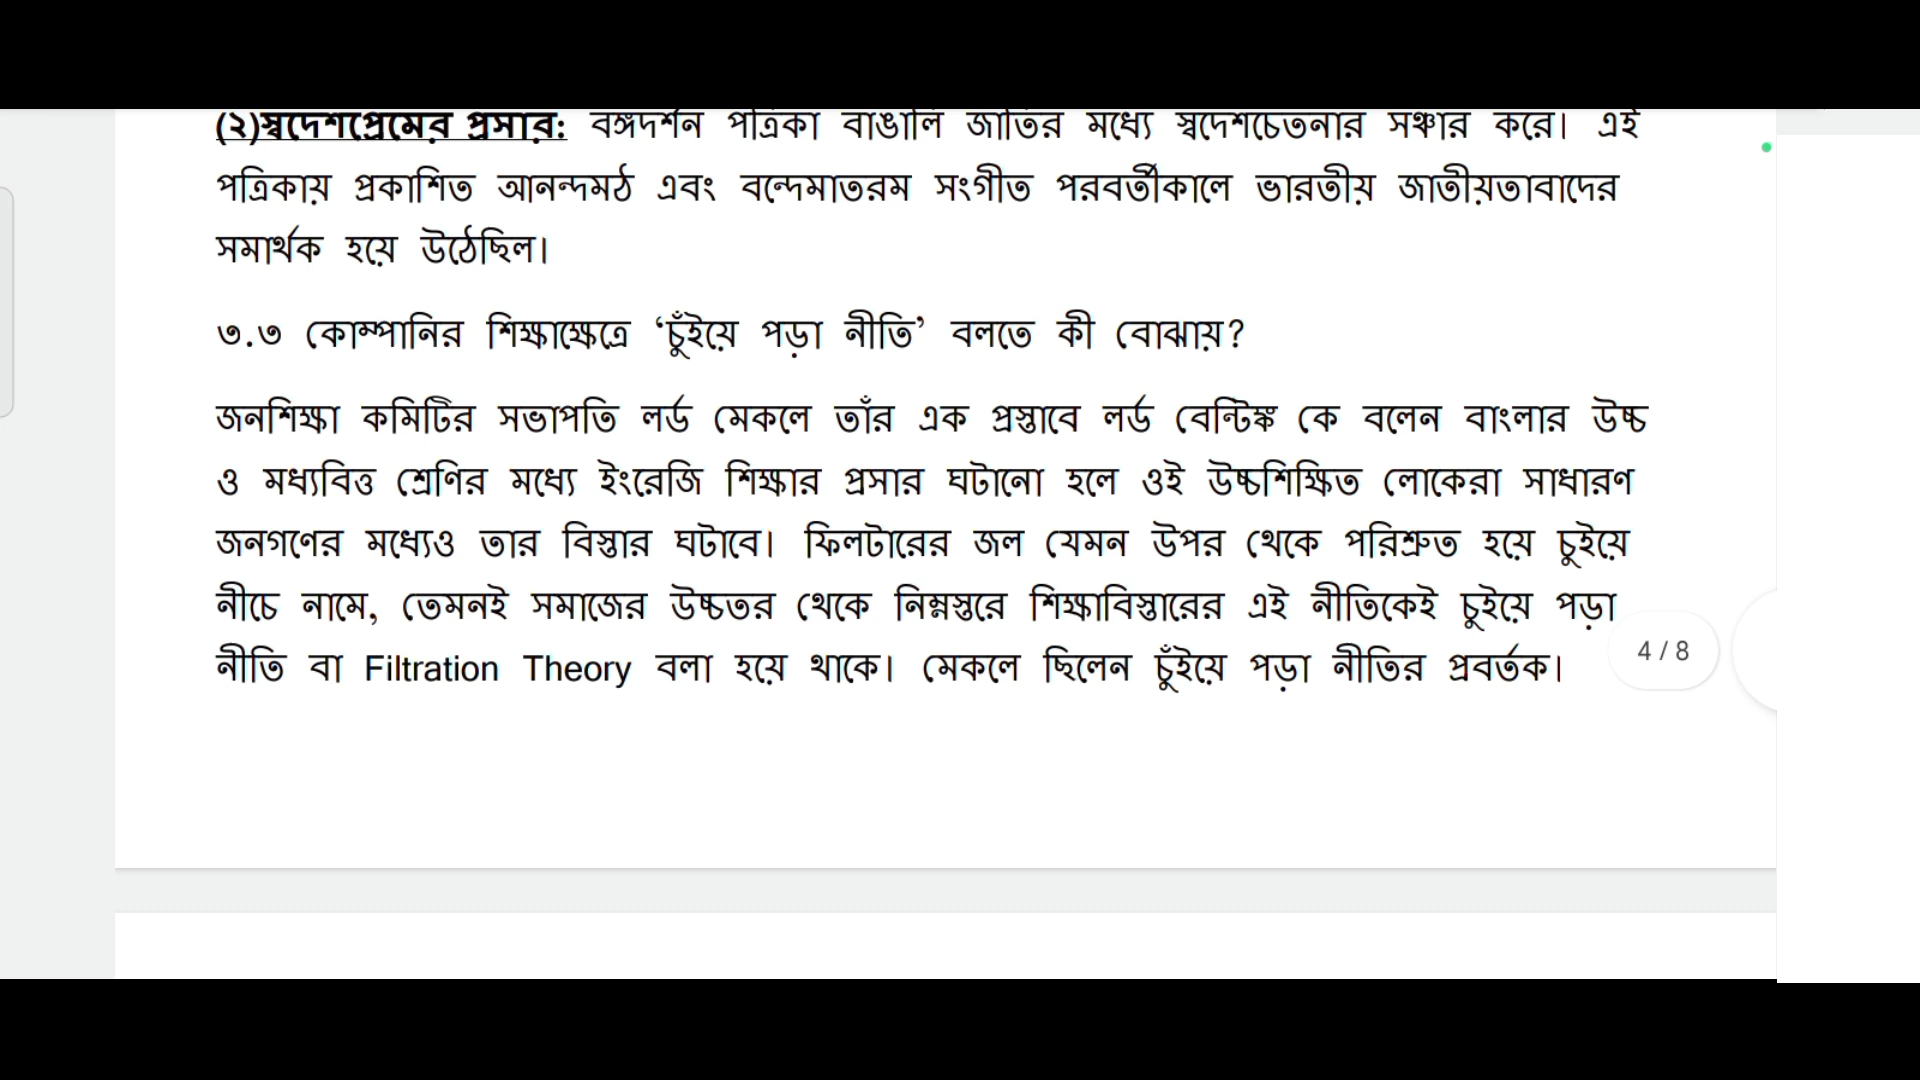 (২)স্বদেশপ্রেমের প্রসার: বঙ্গদর্শন পত্রিকা বাঙালি জাতির মধ্যে স্বদেশচেতনার সঞ্চার করে। এই
পত্রিকায় প্রকাশিত আনন্দমঠ এবং বন্দেমাতরম সংগীত পরবর্তীকালে ভারতীয় জাতীয়তাবাদের
সমার্থক হয়ে উঠেছিল।
৩.৩ কোম্পানির শিক্ষাক্ষেত্রে ‘চুঁইয়ে পড়া নীতি’ বলতে কী বোঝায়?
জনশিক্ষা কমিটির সভাপতি লর্ড মেকলে তাঁর এক প্রস্তাবে লর্ড বেন্টিঙ্ক কে বলেন বাংলার উচ্চ
ও মধ্যবিত্ত শ্রেণির মধ্যে ইংরেজি শিক্ষার প্রসার ঘটানো হলে ওই উচ্চশিক্ষিত লোকেরা সাধারণ
জনগণের মধ্যেও তার বিস্তার ঘটাবে। ফিলটারের জল যেমন উপর থেকে পরিশ্রুত হয়ে চুইয়ে
নীচে নামে, তেমনই সমাজের উচ্চতর থেকে নিম্নস্তরে শিক্ষাবিস্তারের এই নীতিকেই চুইয়ে পড়া
নীতি বা Filtration Theory বলা হয়ে থাকে। মেকলে ছিলেন চুঁইয়ে পড়া নীতির প্রবর্তক।
4 / 8